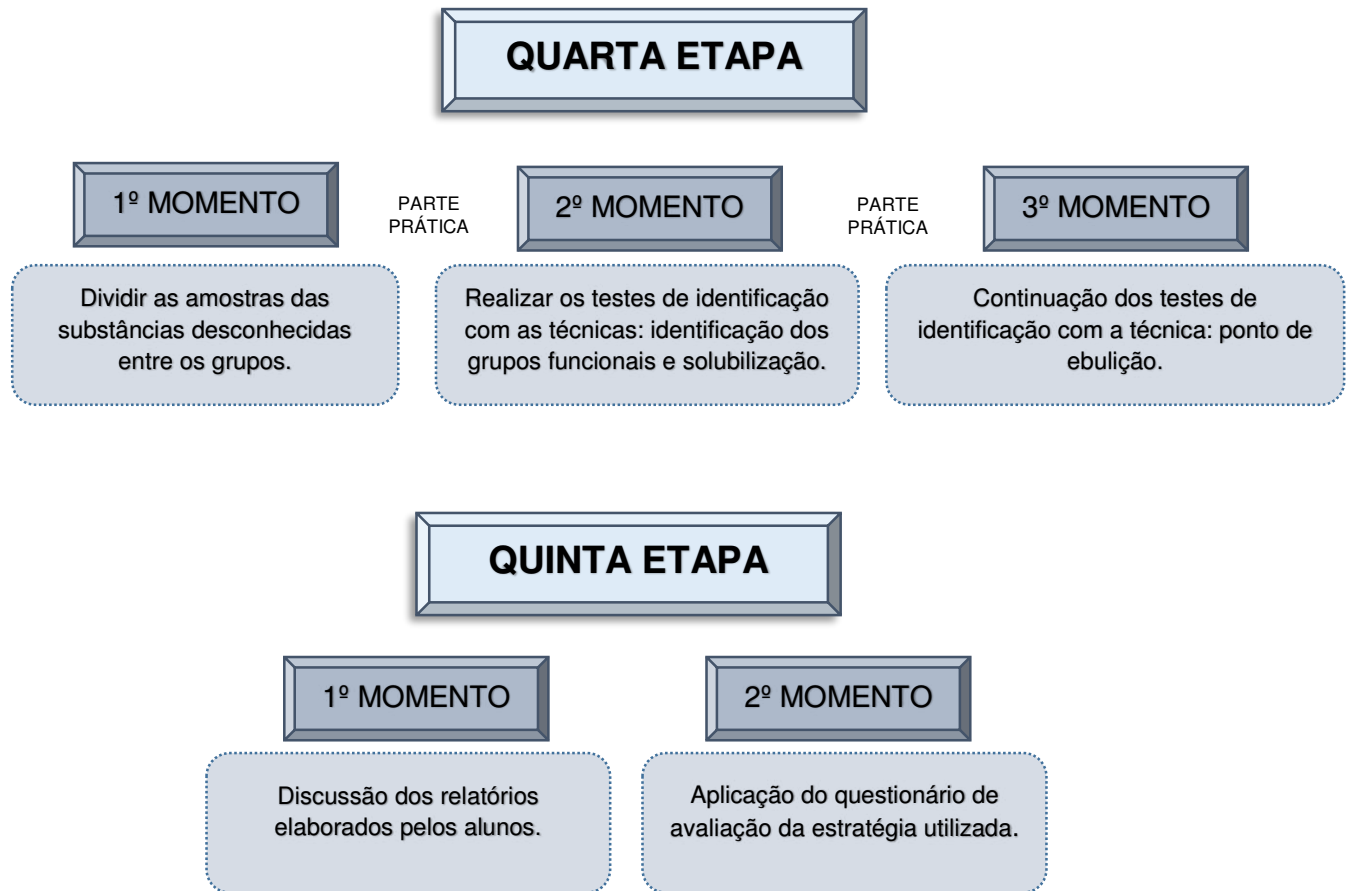 QUARTA ETAPA
1º MOMENTO
PARTE
PRÁTICA
2º MOMENTO
PARTE
PRÁTICA
3º MOMENTO
Dividir as amostras das
substâncias desconhecidas
entre os grupos.
Realizar os testes de identificação
com as técnicas: identificação dos
grupos funcionais e solubilização.
Continuação dos testes de
identificação com a técnica: ponto de
ebulição.
QUINTA ETAPA
1º MOMENTO
2º MOMENTO
Discussão dos relatórios
elaborados pelos alunos.
Aplicação do questionário de
avaliação da estratégia utilizada.